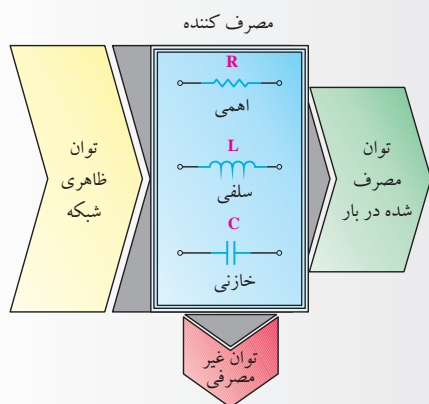 مصرف کننده
R
اهمی
L
سلفی
C
خازنی
توان
ظاهری
شبکه
توان
مصرف
شده در بار
توان غیر
مصرفی